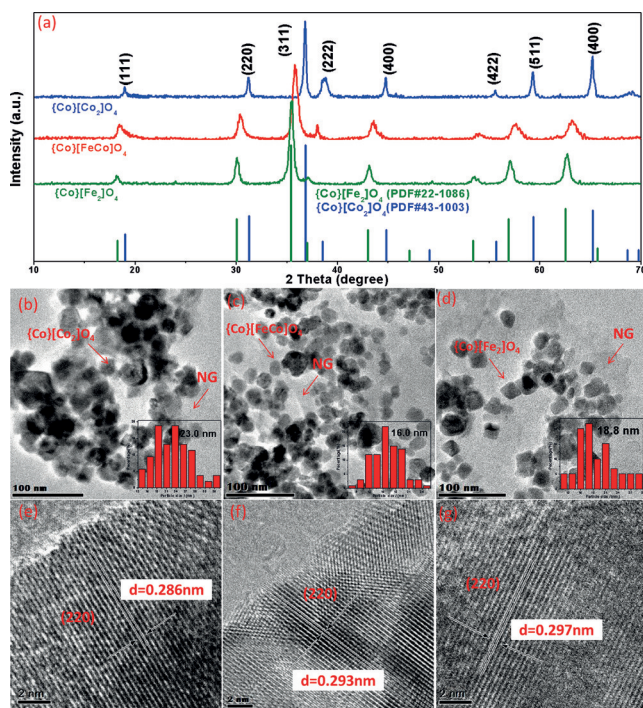 (a)
(111)
(220)
(311)
(222)
(400)
(422)
(511)
(400)
{Co}[Co2]O4
{Co}[FeCo]O4
{Co}[Fe2]O4
{Co}[Fe2]O4 (PDF#22-1086)
{Co}[Co2]O4(PDF#43-1003)
Intensity (a.u.)
10 20 30 40 50 60 70
2 Theta (degree)
(b)
{Co}[Co2]O4
NG
23.0 nm
100 nm
(c)
{Co}[FeCo]O4
NG
16.0 nm
100 nm
(d)
{Co}[Fe2]O4
NG
18.8 nm
100 nm
(e)
d=0.286nm
(220)
2 nm
(f)
(220)
d=0.293nm
2 nm
(g)
(220)
d=0.297nm
2 nm